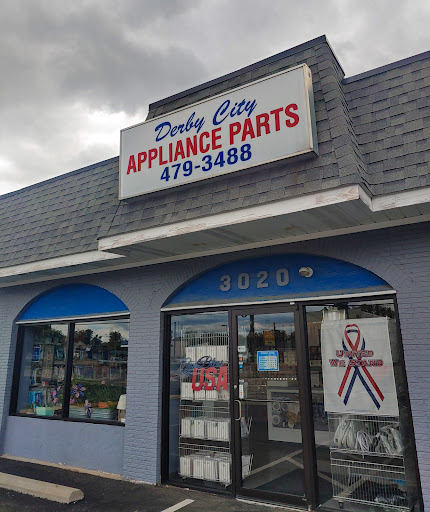 Derby City
APPLIANCE PARTS
479-3488
3020
USA
UNITED
WE STAND